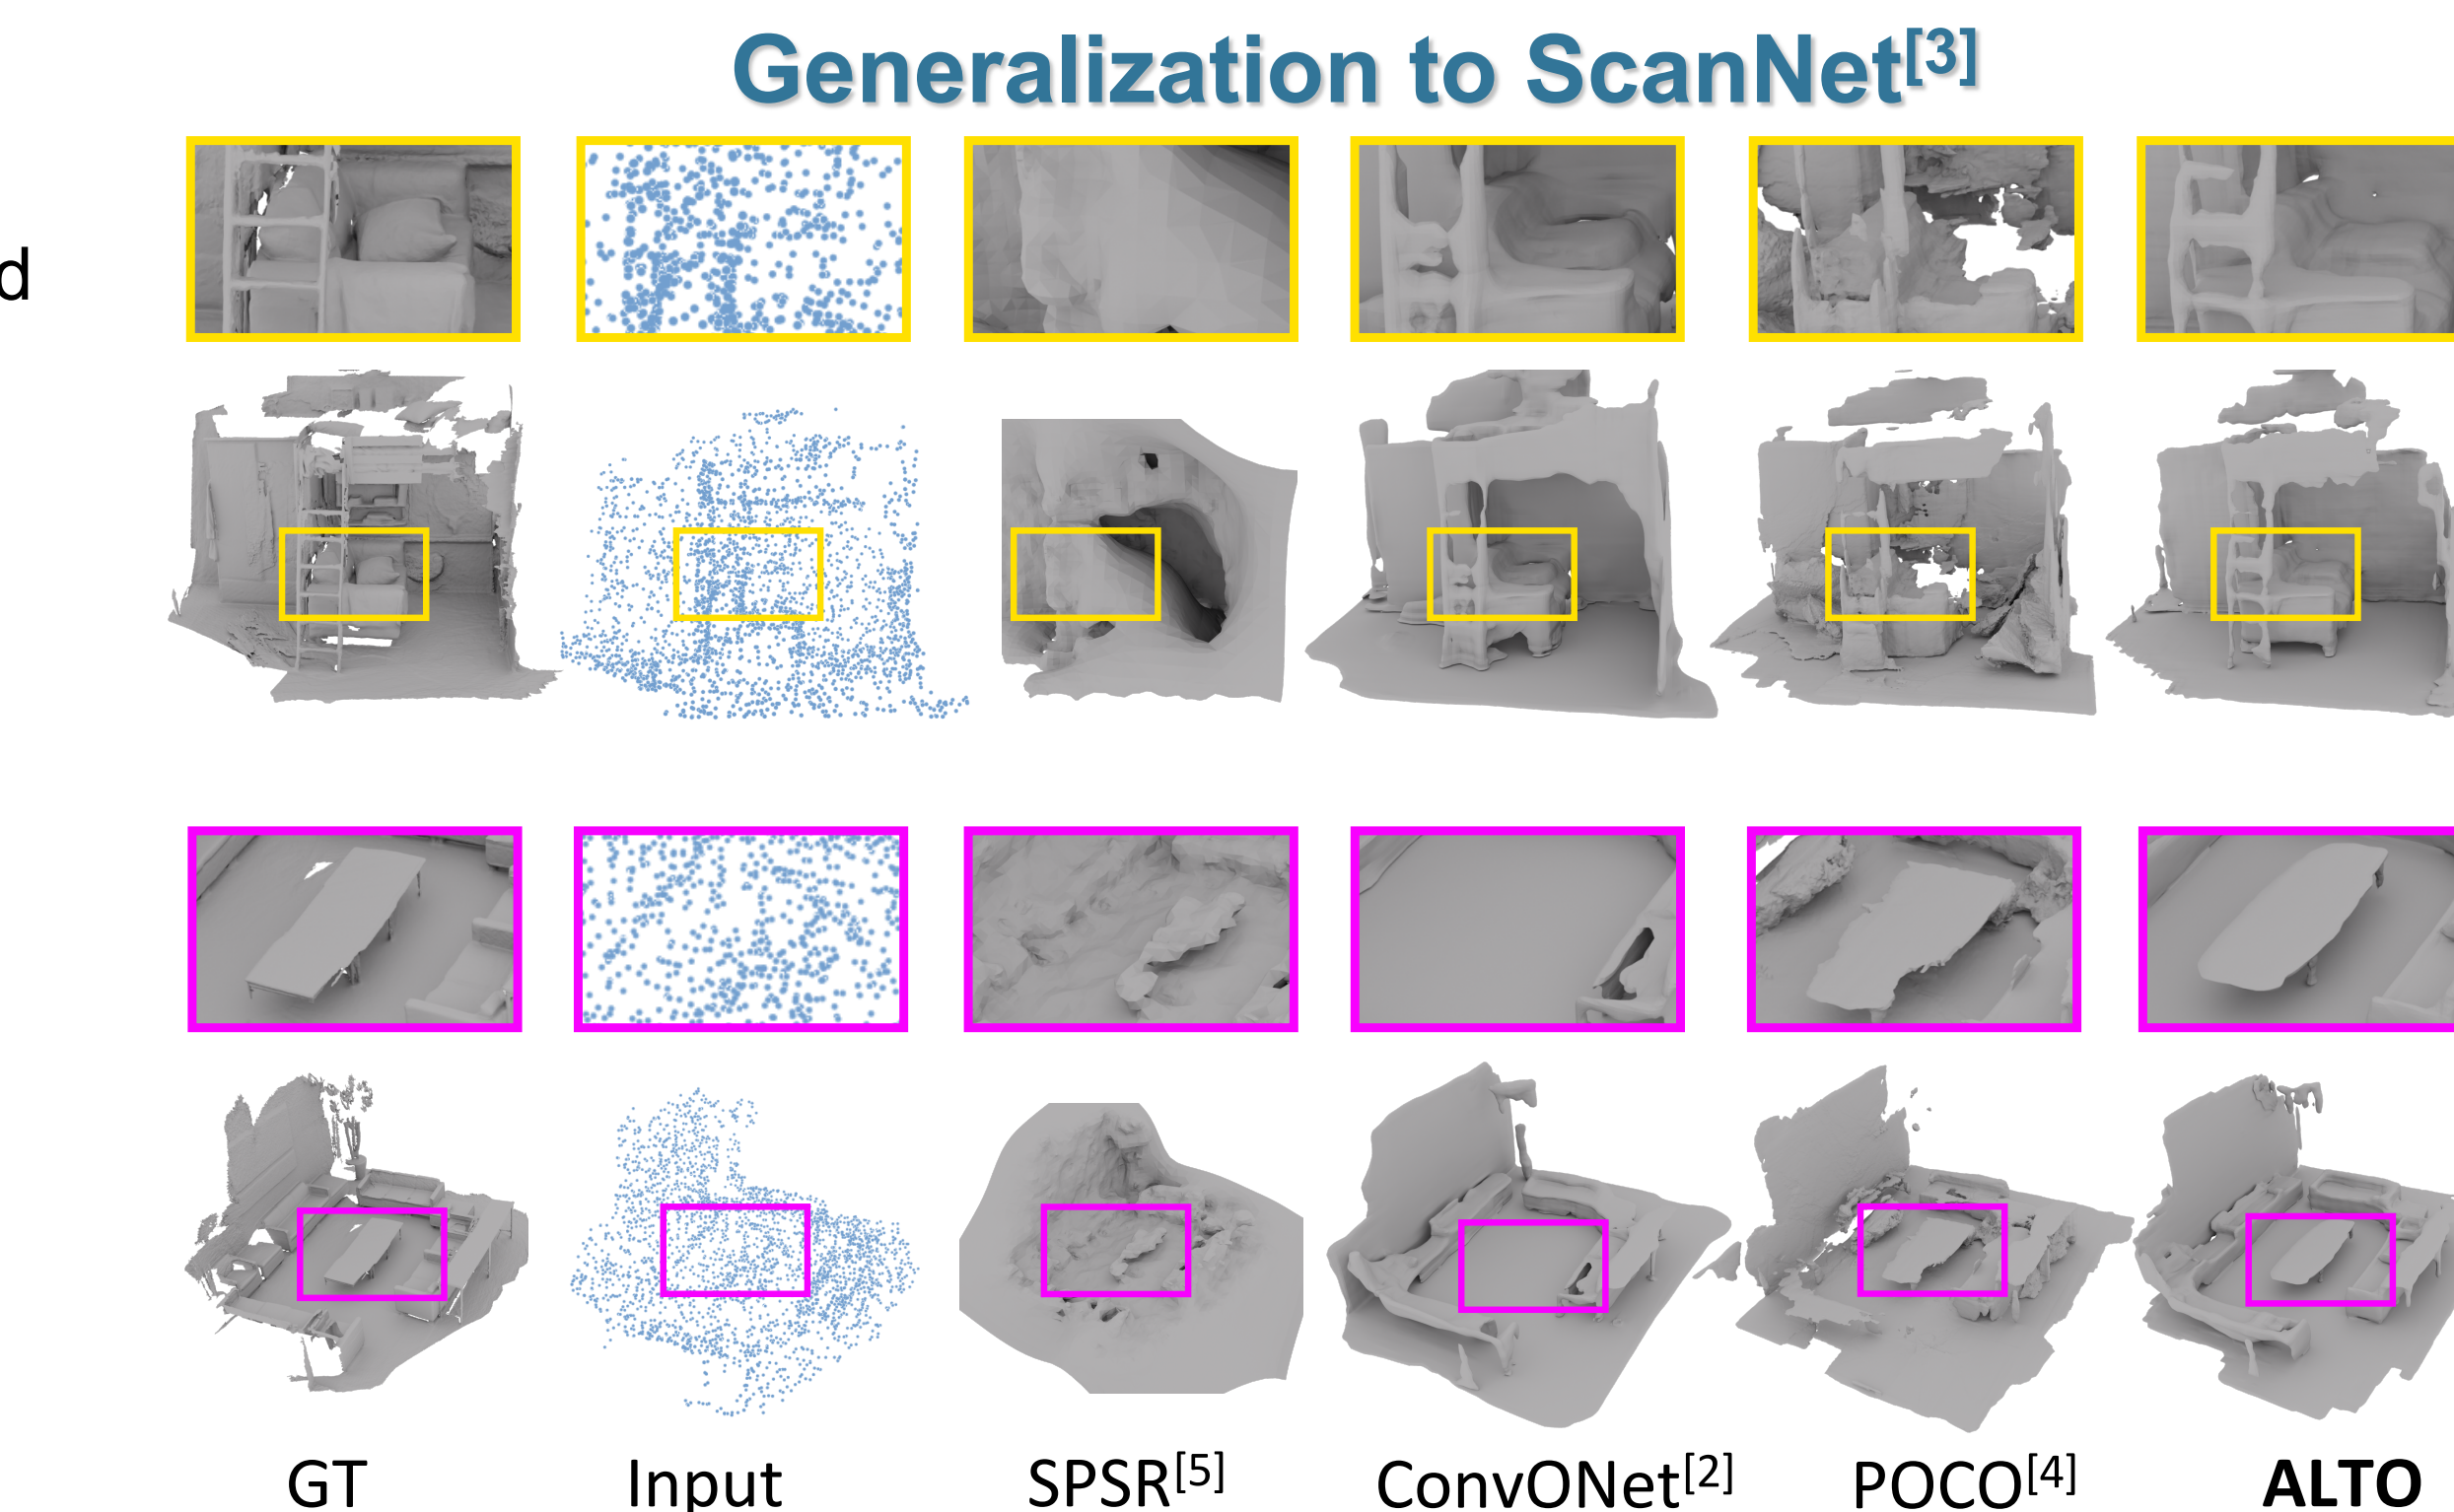 Generalization to ScanNet[3]
d
GT Input SPSR[5] ConvONet[2] POCO[4] ALTO